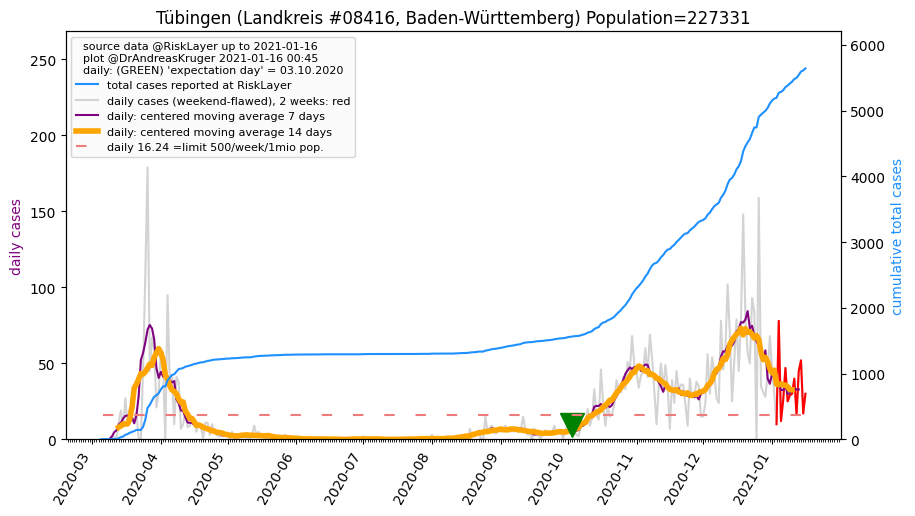 Tübingen (Landkreis #08416, Baden-Württemberg) Population=227331
source data @RiskLayer up to 2021-01-16
plot @DrAndreasKruger 2021-01-16 00:45
daily: (GREEN) 'expectation day' = 03.10.2020
total cases reported at RiskLayer
daily cases (weekend-flawed), 2 weeks: red
daily: centered moving average 7 days
daily: centered moving average 14 days
daily 16.24 =limit 500/week/1mio pop.
daily cases
250
200
150
100
50
0
cumulative total cases
6000
5000
4000
3000
2000
1000
0
2020-03
2020-04
2020-05
2020-06
2020-07
2020-08
2020-09
2020-10
2020-11
2020-12
2021-01